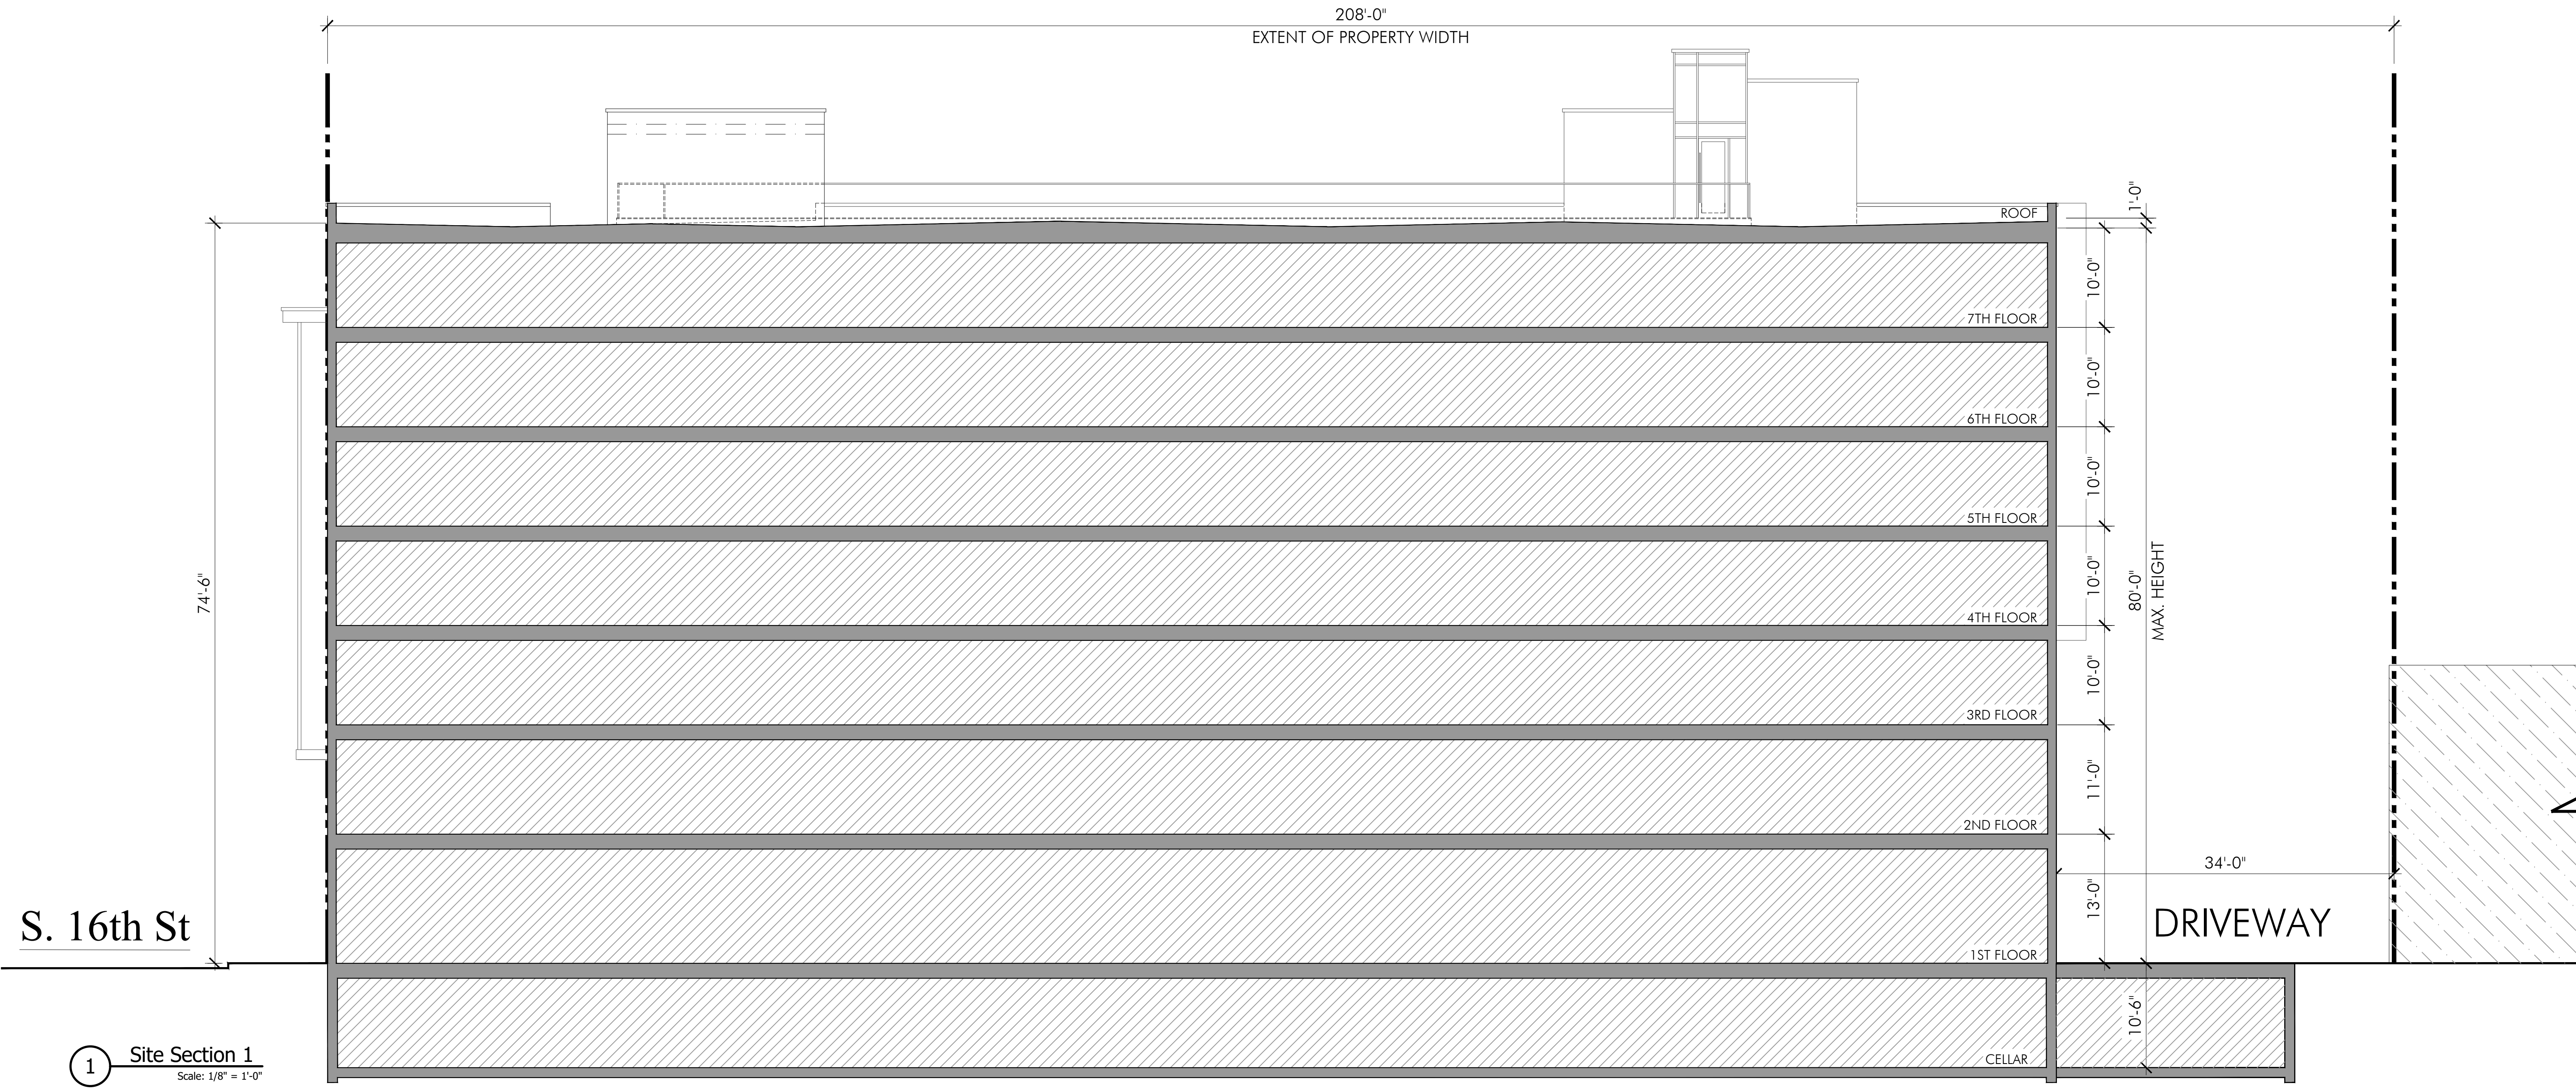 208'-0"
EXTENT OF PROPERTY WIDTH
1'-0"
ROOF
10'-0"
7TH FLOOR
10'-0"
6TH FLOOR
10'-0"
5TH FLOOR
74'-6"
10'-0"
80'-0"
MAX. HEIGHT
4TH FLOOR
10'-0"
3RD FLOOR
11'-0"
2ND FLOOR
34'-0"
13'-0"
S. 16th St
DRIVEWAY
1ST FLOOR
10'-6"
CELLAR
1
Site Section 1
Scale: 1/8" = 1'-0"